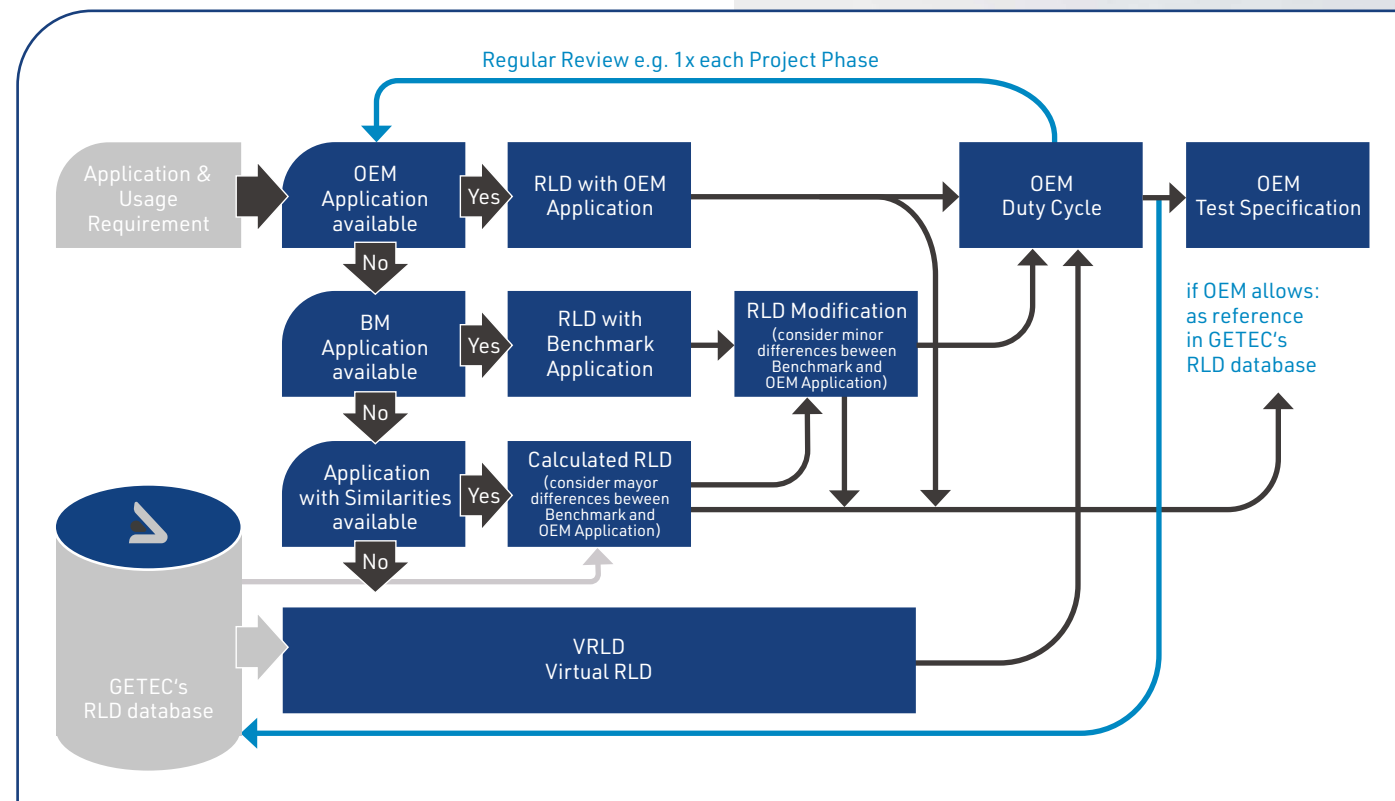 Regular Review e.g. 1x each Project Phase
Application &
Usage
Requirement
OEM
Application
available
Yes
RLD with OEM
Application
OEM
Duty Cycle
OEM
Test Specification
No
BM
Application
available
Yes
RLD with
Benchmark
Application
RLD Modification
(consider minor
differences beween
Benchmark and
OEM Application)
if OEM allows:
as reference
in GETEC‘s
RLD database
No
Application
with Similarities
available
Yes
Calculated RLD
(consider mayor
differences beween
Benchmark and
OEM Application)
No
VRLD
Virtual RLD
GETEC‘s
RLD database